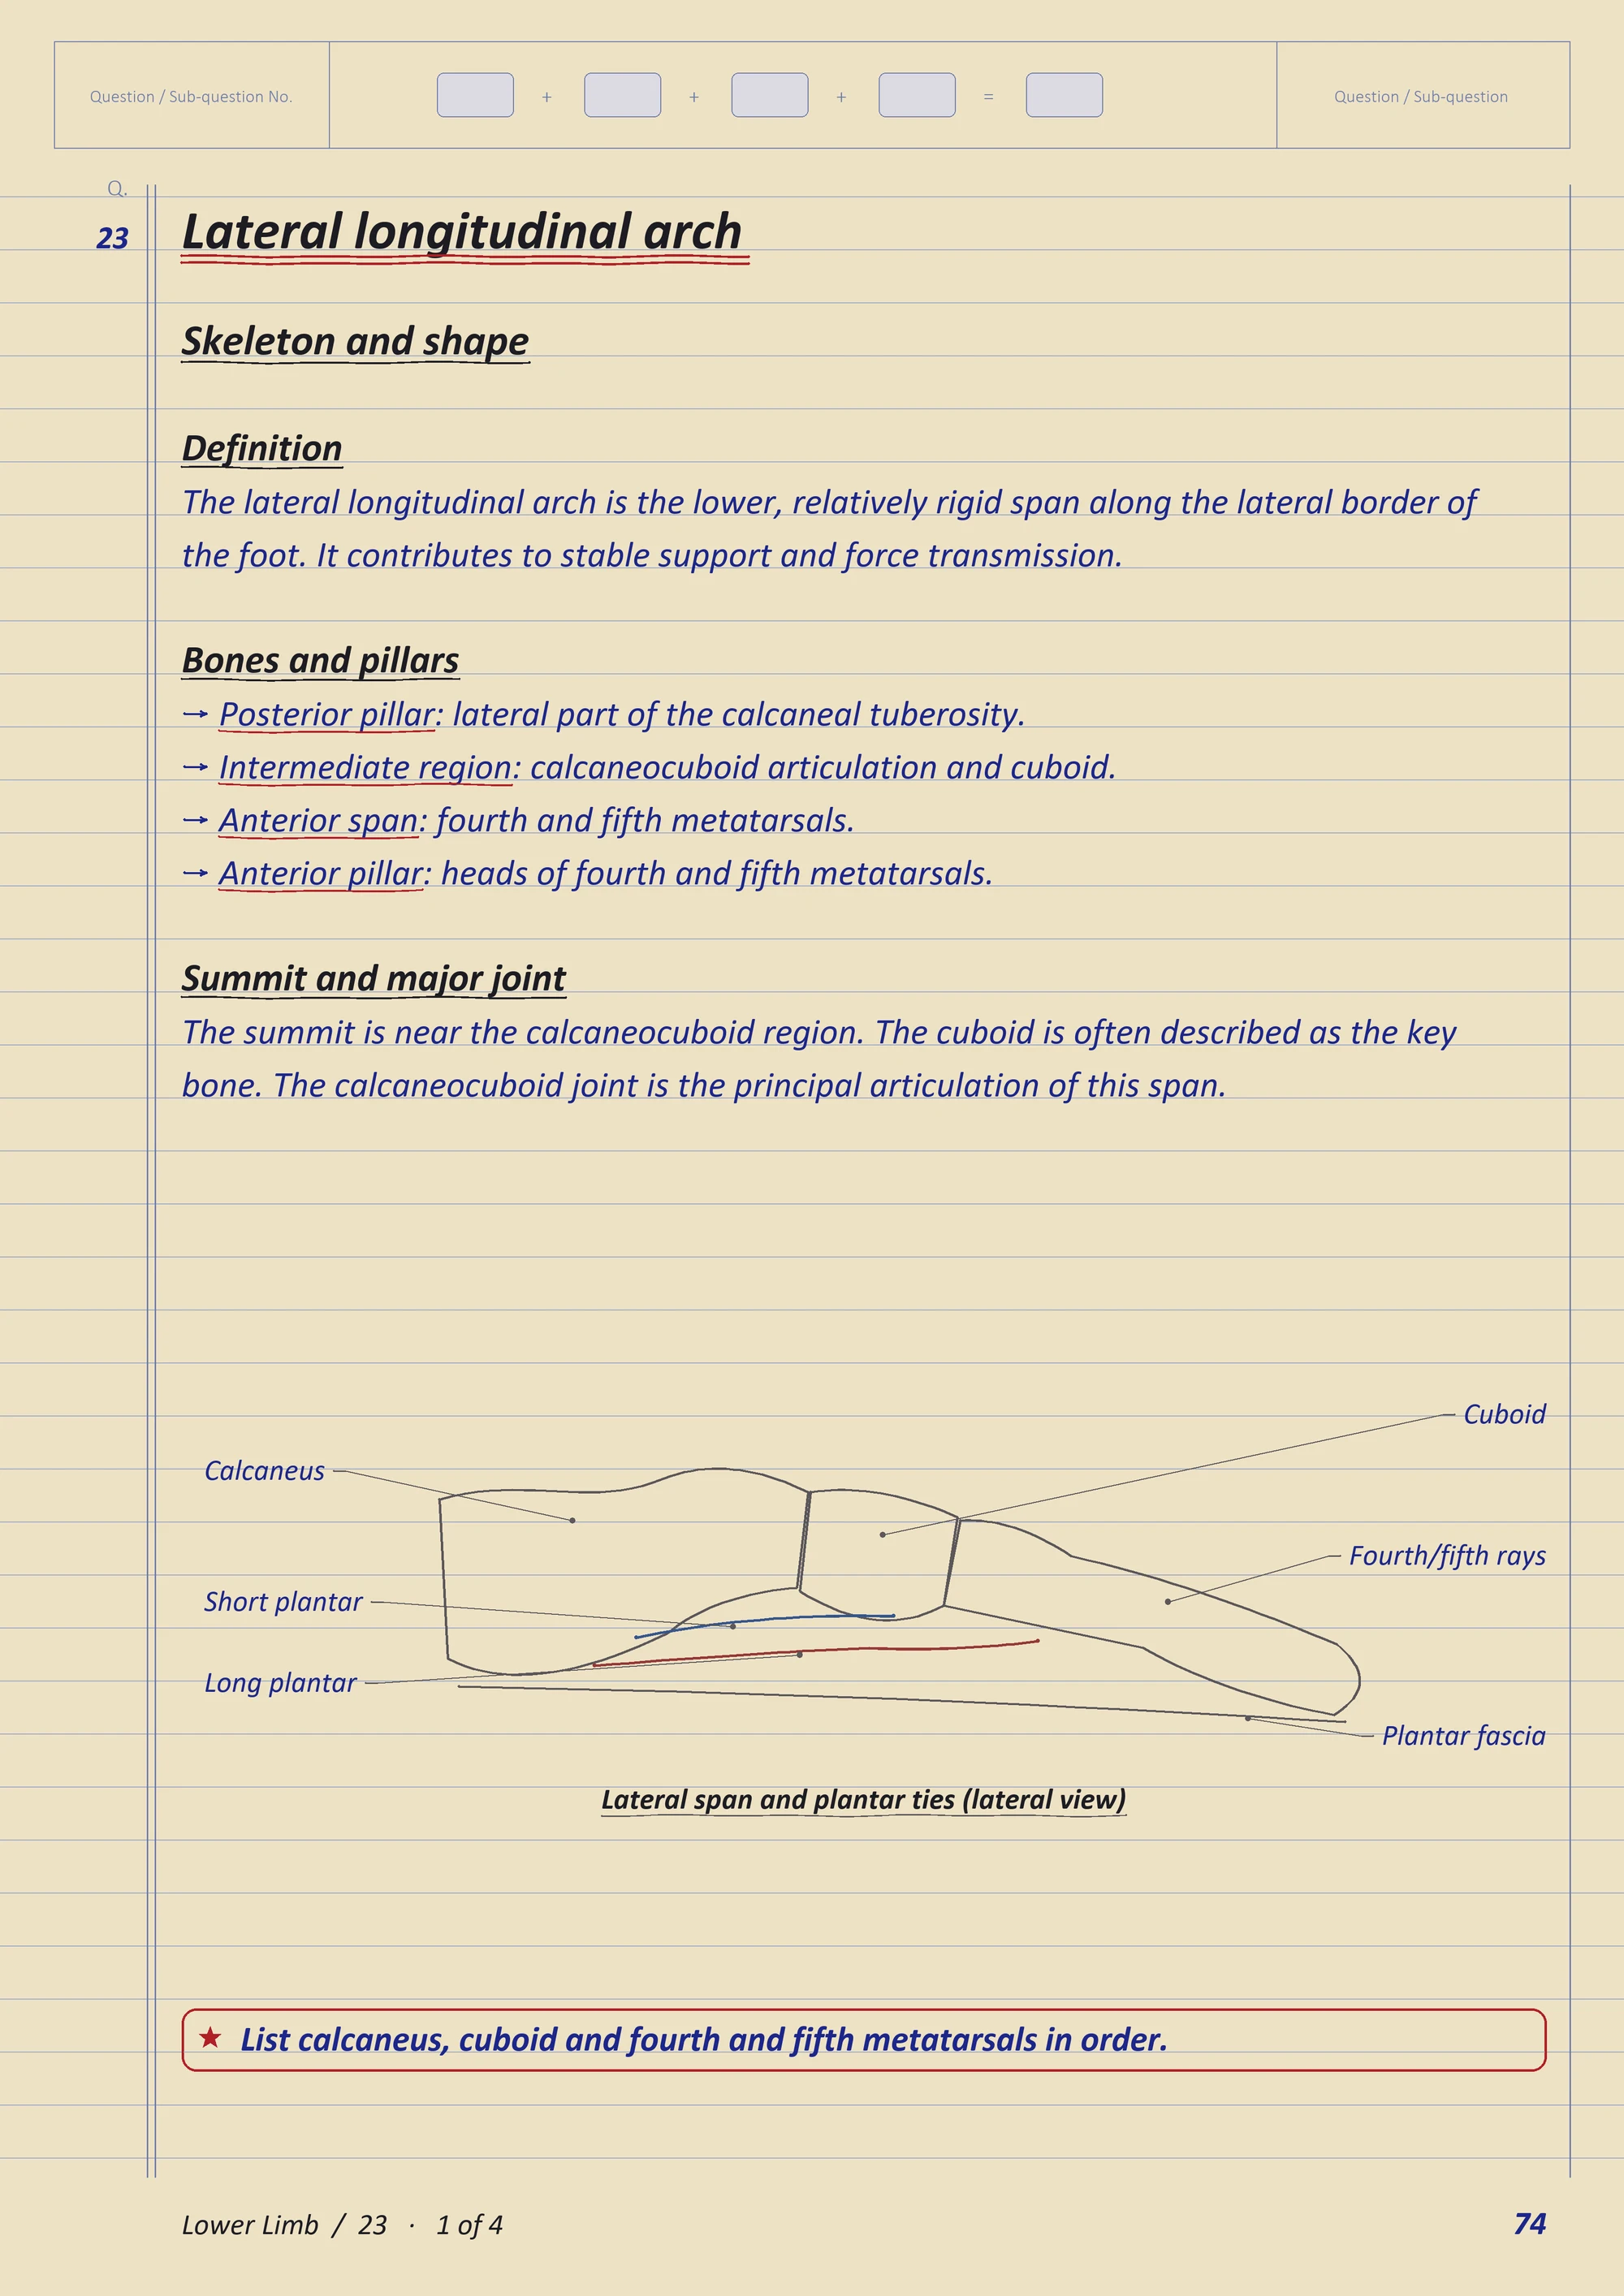 Question / Sub-question No.
+ + + =
Question / Sub-question
Q.
23
Lateral longitudinal arch
Skeleton and shape
Definition
The lateral longitudinal arch is the lower, relatively rigid span along the lateral border of
the foot. It contributes to stable support and force transmission.
Bones and pillars
→ Posterior pillar: lateral part of the calcaneal tuberosity.
→ Intermediate region: calcaneocuboid articulation and cuboid.
→ Anterior span: fourth and fifth metatarsals.
→ Anterior pillar: heads of fourth and fifth metatarsals.
Summit and major joint
The summit is near the calcaneocuboid region. The cuboid is often described as the key
bone. The calcaneocuboid joint is the principal articulation of this span.
Cuboid
Calcaneus
Fourth/fifth rays
Short plantar
Long plantar
Plantar fascia
Lateral span and plantar ties (lateral view)
★ List calcaneus, cuboid and fourth and fifth metatarsals in order.
Lower Limb / 23 · 1 of 4
74